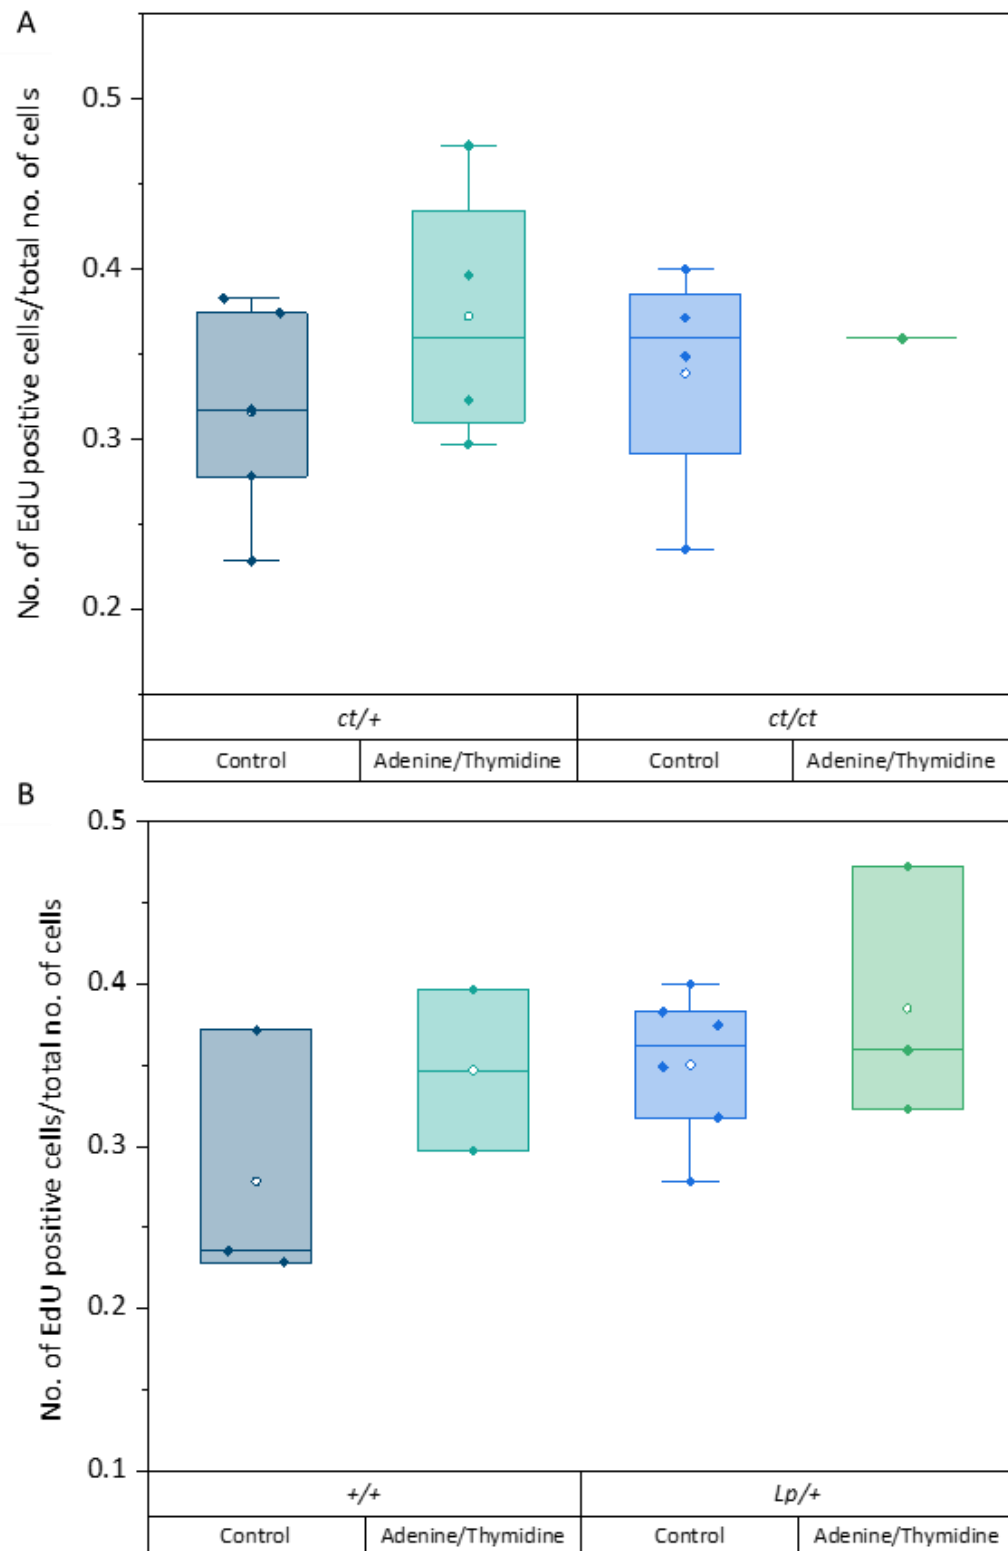 A
No. of EdU positive cells/total no. of cells
0.5
0.4
0.3
0.2
ct/+ ct/ct
Control Adenine/Thymidine Control Adenine/Thymidine
B
No. of EdU positive cells/total no. of cells
0.5
0.4
0.3
0.2
0.1
+/+ Lp/+
Control Adenine/Thymidine Control Adenine/Thymidine